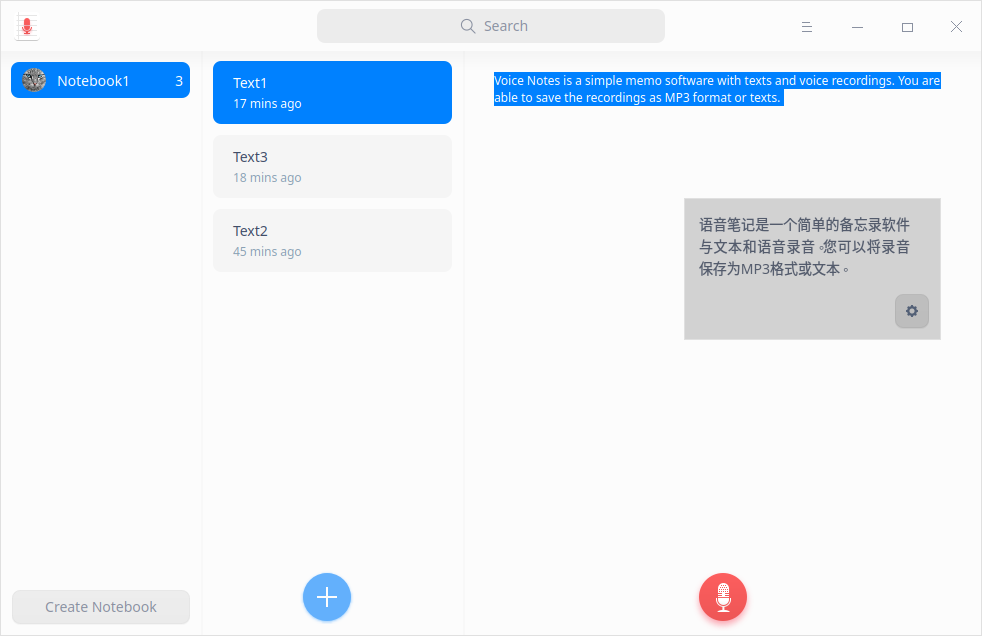 Search
Notebook1 3
Text1
17 mins ago
Text3
18 mins ago
Text2
45 mins ago
Voice Notes is a simple memo software with texts and voice recordings. You are
able to save the recordings as MP3 format or texts.
语音笔记是一个简单的备忘录软件
与文本和语音录音。您可以将录音
保存为MP3格式或文本。
Create Notebook